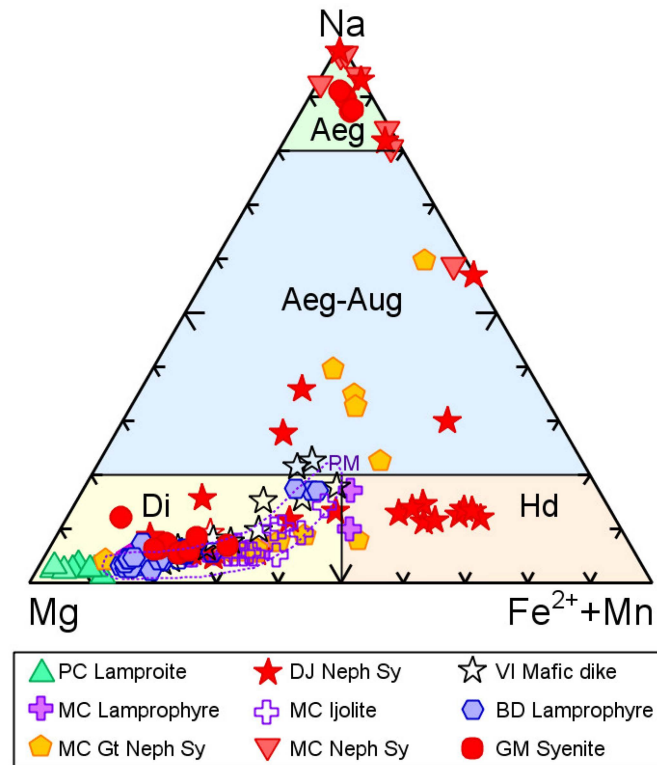 Na
Aeg
Aeg-Aug
PM
Di
Hd
Mg
Fe²⁺+Mn
PC Lamproite
DJ Neph Sy
VI Mafic dike
MC Lamprophyre
MC Ijolite
BD Lamprophyre
MC Gt Neph Sy
MC Neph Sy
GM Syenite